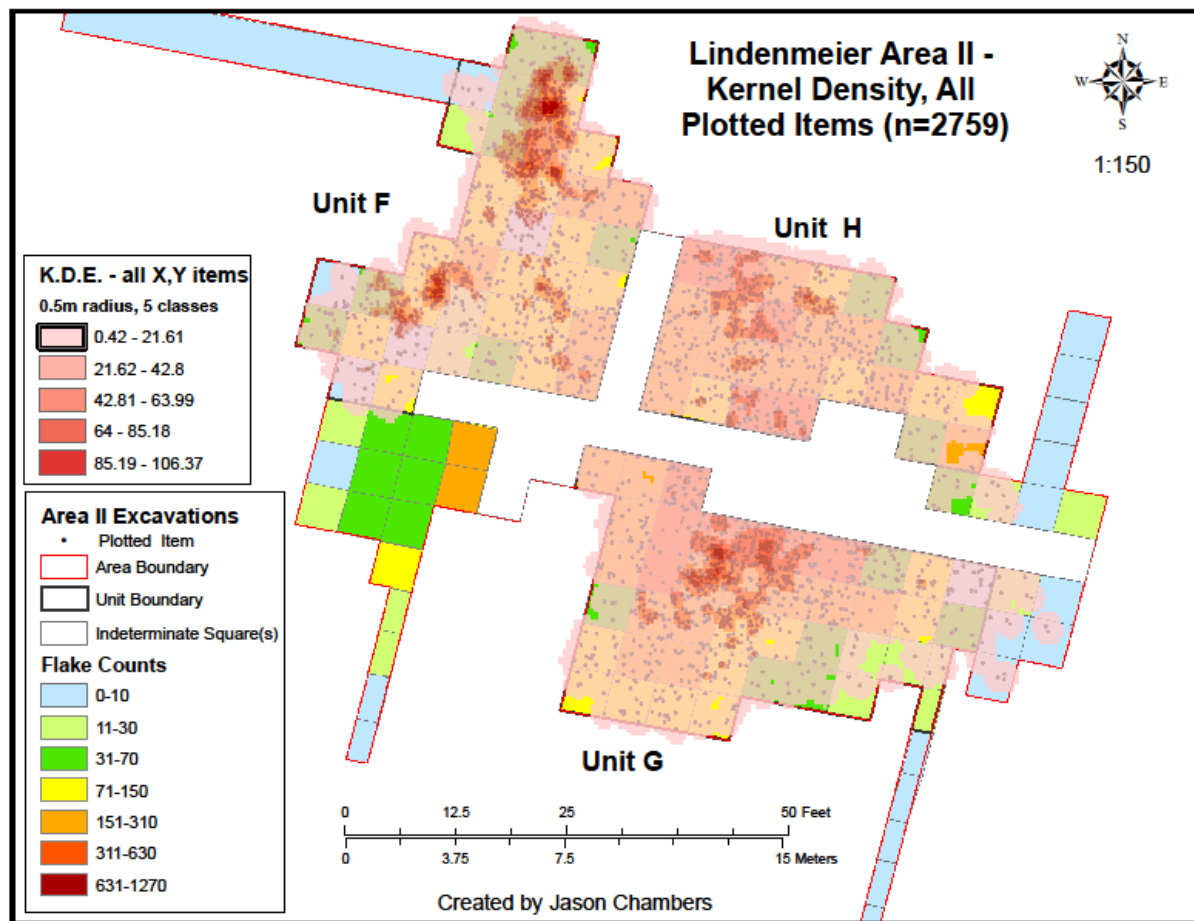 Lindenmeier Area II -
Kernel Density, All
Plotted Items (n=2759)
N
W E
S
1:150
Unit F
Unit H
K.D.E. - all X,Y items
0.5m radius, 5 classes
0.42 - 21.61
21.62 - 42.8
42.81 - 63.99
64 - 85.18
85.19 - 106.37
Area II Excavations
Plotted Item
Area Boundary
Unit Boundary
Indeterminate Square(s)
Flake Counts
0-10
11-30
31-70
71-150
151-310
311-630
631-1270
Unit G
0 12.5 25 50 Feet
0 3.75 7.5 15 Meters
Created by Jason Chambers